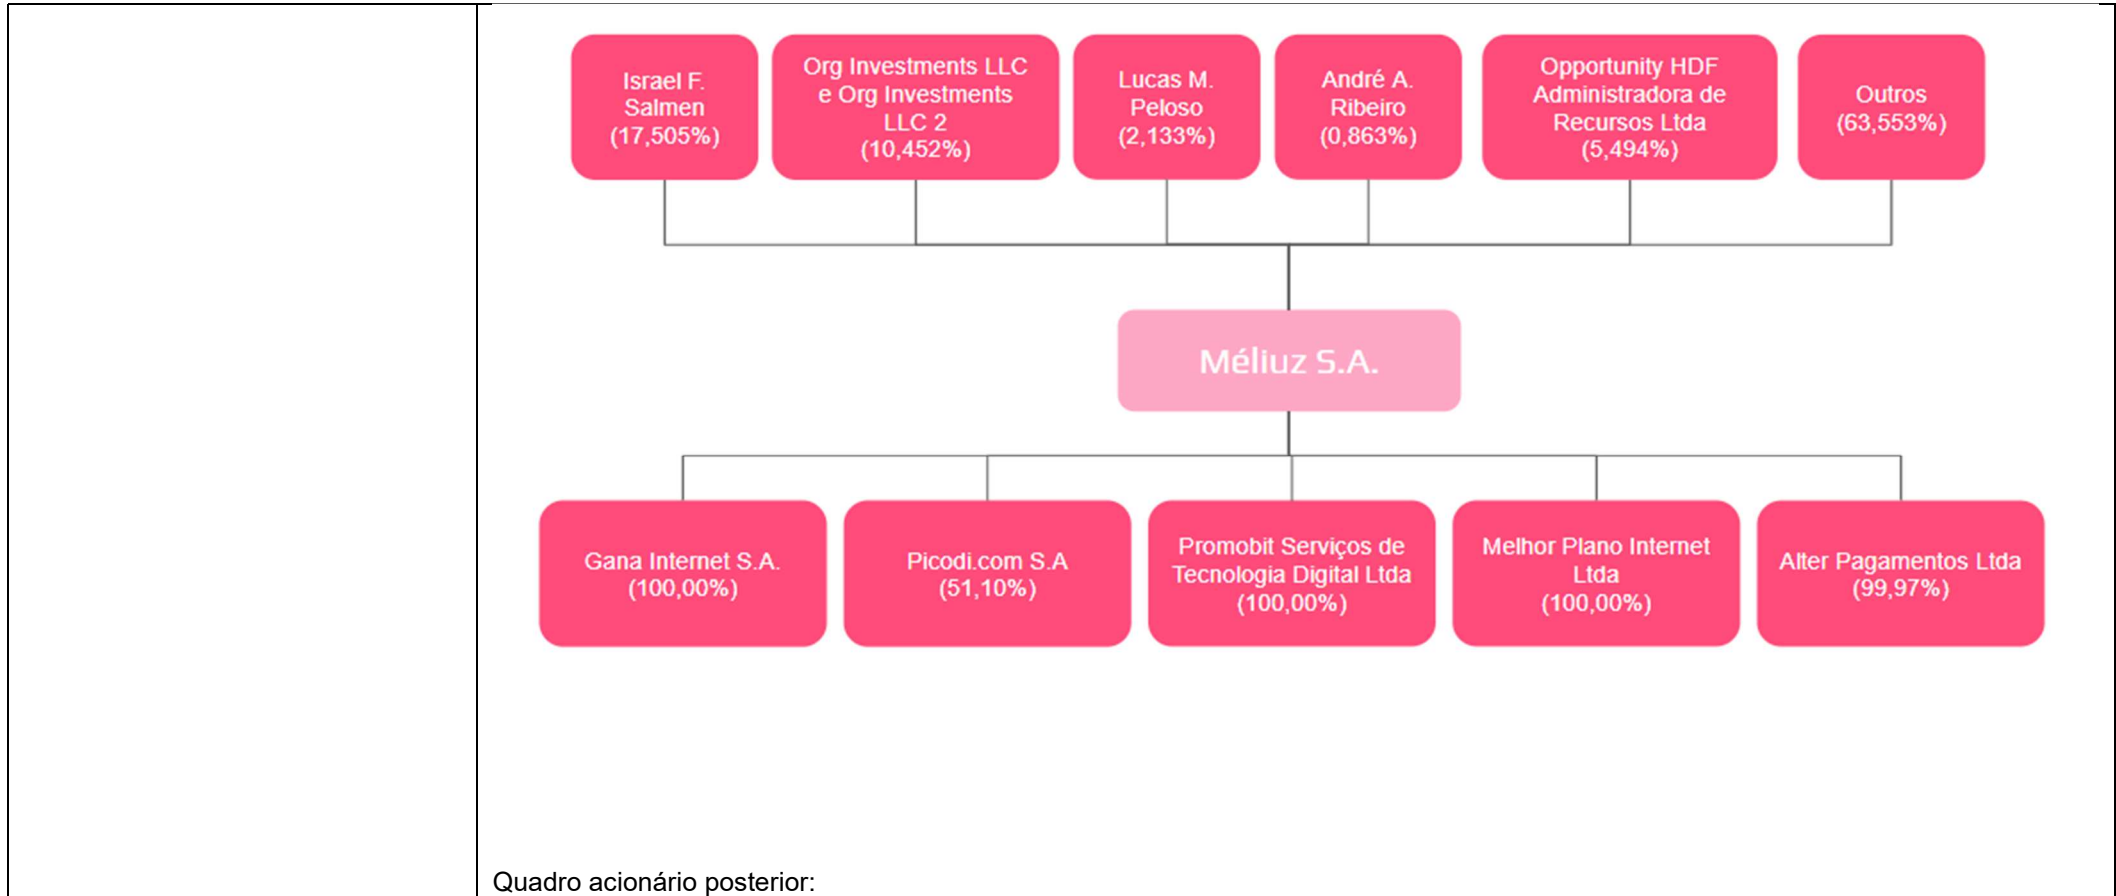 Israel F.
Salmen
(17,505%)
Org Investments LLC
e Org Investments
LLC 2
(10,452%)
Lucas M.
Peloso
(2,133%)
André A.
Ribeiro
(0,863%)
Opportunity HDF
Administradora de
Recursos Ltda
(5,494%)
Outros
(63,553%)
Méliuz S.A.
Gana Internet S.A.
(100,00%)
Picodi.com S.A
(51,10%)
Promobit Serviços de
Tecnologia Digital Ltda
(100,00%)
Melhor Plano Internet
Ltda
(100,00%)
Alter Pagamentos Ltda
(99,97%)
Quadro acionário posterior: